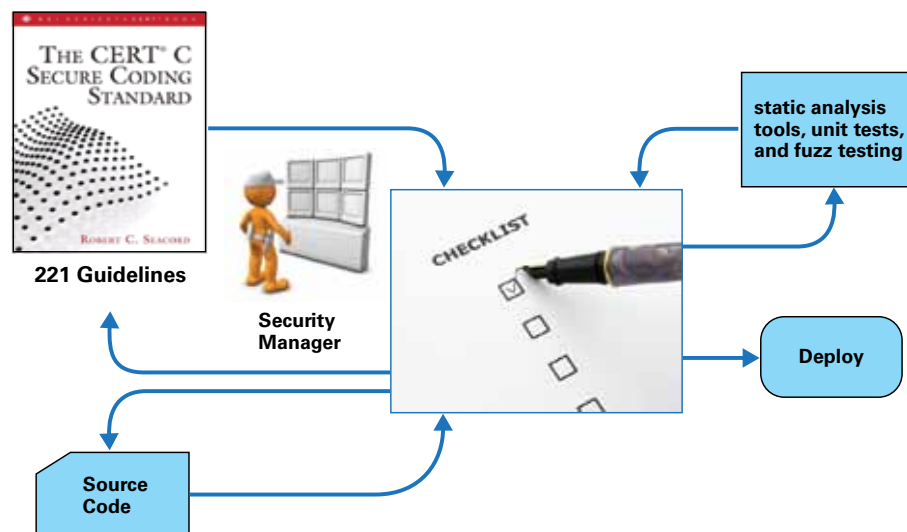 THE CERT® C
SECURE CODING
STANDARD
ROBERT C. SEACORD
221 Guidelines
Security
Manager
CHECKLIST
static analysis
tools, unit tests,
and fuzz testing
Deploy
Source
Code